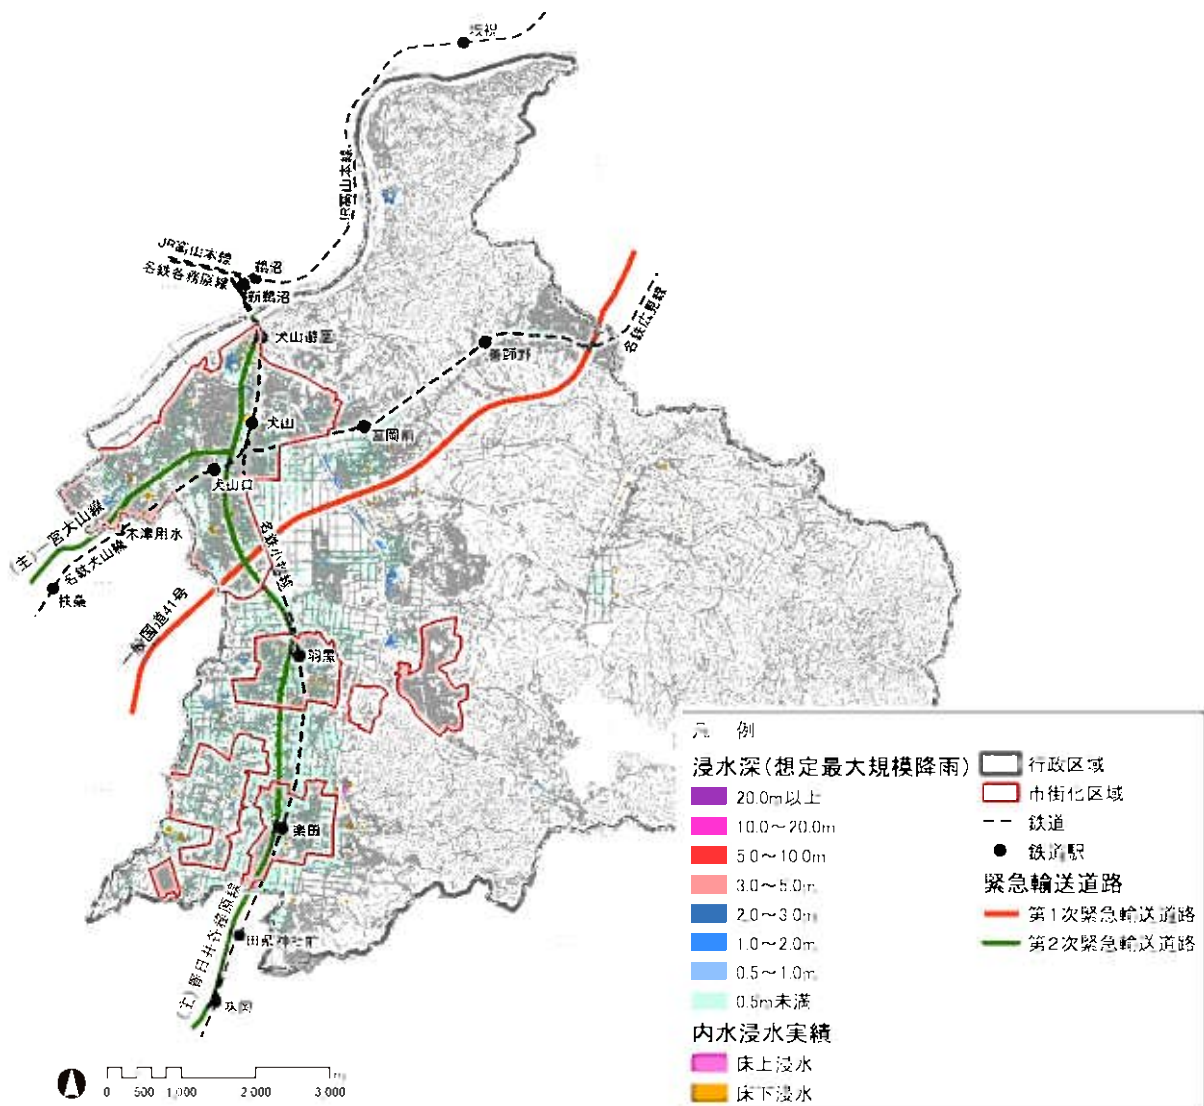 坂祝
JR高山本線
JR高山本線
鵜沼
名鉄各務原線
新鵜沼
犬山遊園
名鉄広見線
善師野
犬山
富岡前
犬山口
(主)一宮犬山線
木津用水
名鉄犬山線
名鉄小牧線
扶桑
一般国道41号
羽黒
楽田
(主)春日井各務原線
田県神社前
味岡
凡 例
浸水深(想定最大規模降雨)
20.0m以上
10.0~20.0m
5.0~10.0m
3.0~5.0m
2.0~3.0m
1.0~2.0m
0.5~1.0m
0.5m未満
内水浸水実績
床上浸水
床下浸水
行政区域
市街化区域
鉄道
鉄道駅
緊急輸送道路
第1次緊急輸送道路
第2次緊急輸送道路
0 500 1,000 2,000 3,000
m